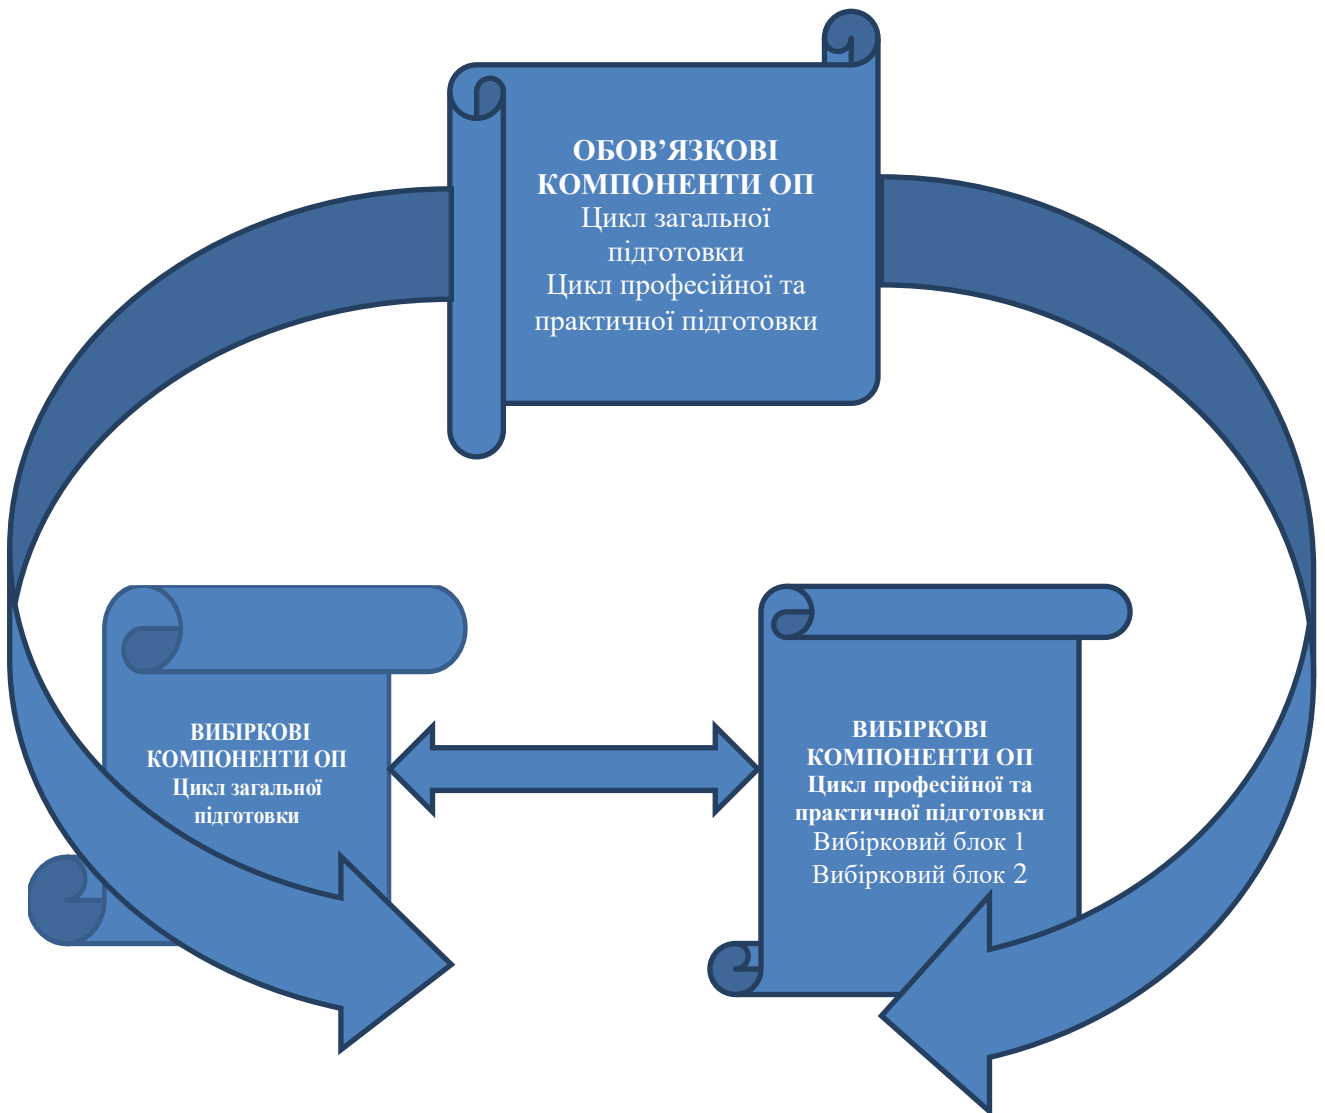 ОБОВ’ЯЗКОВІ
КОМПОНЕНТИ ОП
Цикл загальної
підготовки
Цикл професійної та
практичної підготовки
ВИБІРКОВІ
КОМПОНЕНТИ ОП
Цикл загальної
підготовки
ВИБІРКОВІ
КОМПОНЕНТИ ОП
Цикл професійної та
практичної підготовки
Вибірковий блок 1
Вибірковий блок 2